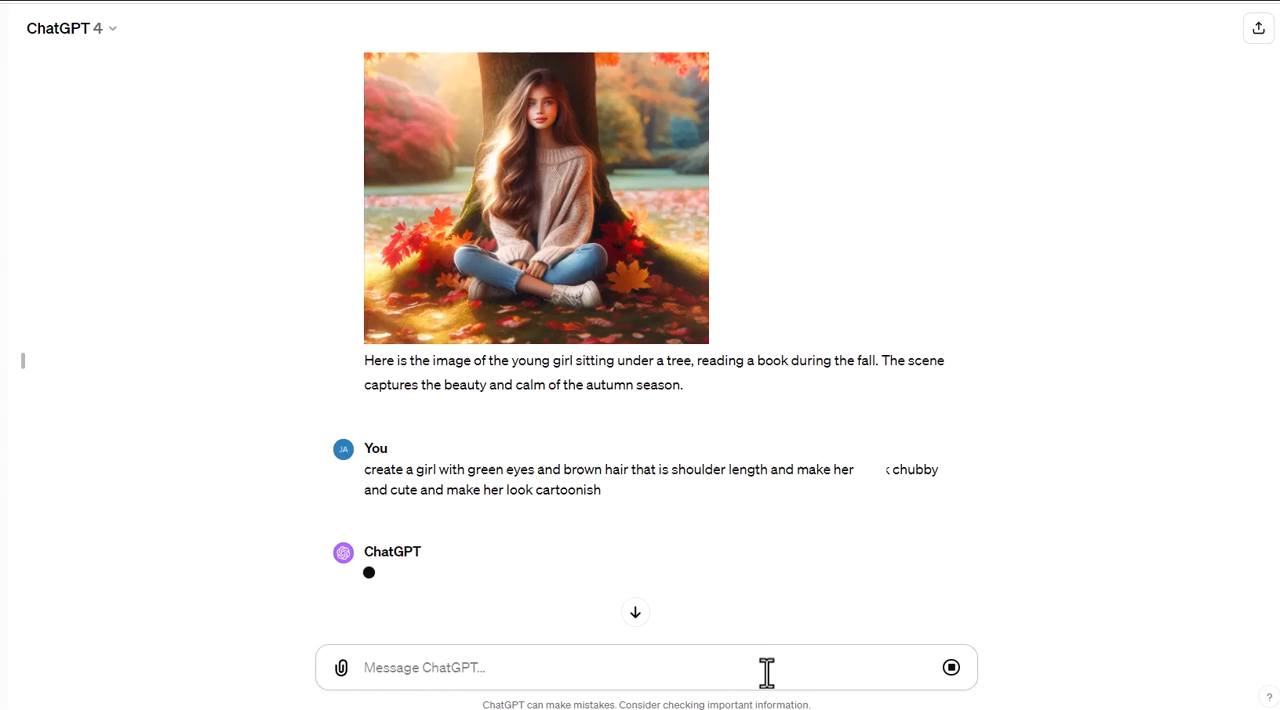 ChatGPT 4
Here is the image of the young girl sitting under a tree, reading a book during the fall. The scene
captures the beauty and calm of the autumn season.
JA
You
create a girl with green eyes and brown hair that is shoulder length and make her chubby
and cute and make her look cartoonish
ChatGPT
Message ChatGPT...
ChatGPT can make mistakes. Consider checking important information.
?